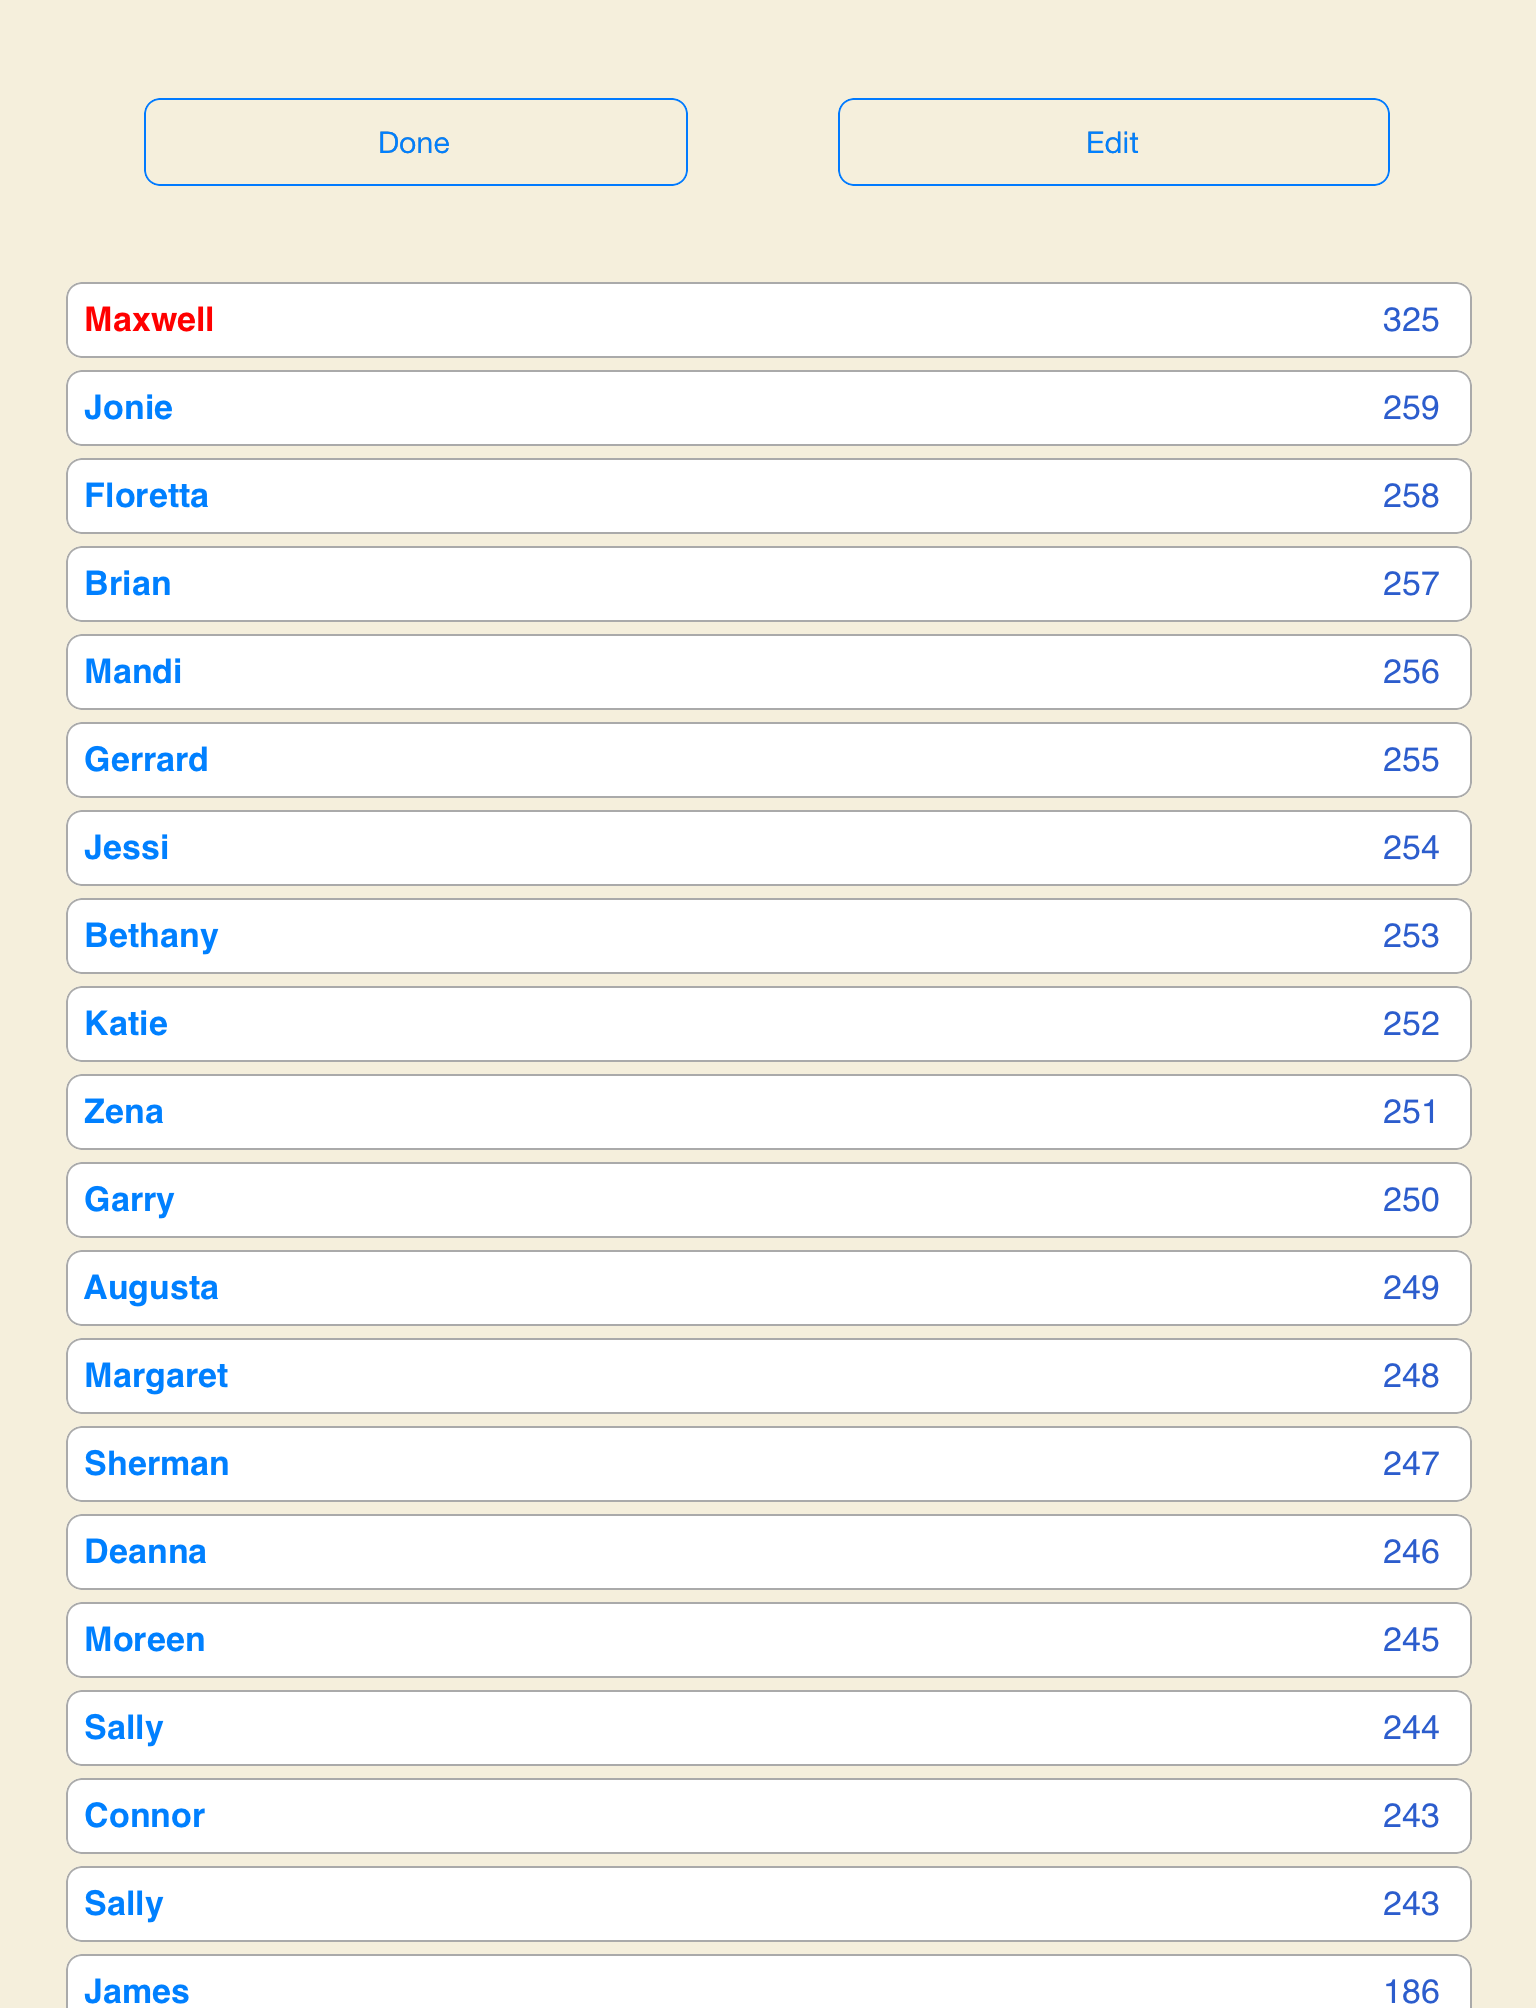 Done Edit
Maxwell 325
Jonie 259
Floretta 258
Brian 257
Mandi 256
Gerrard 255
Jessi 254
Bethany 253
Katie 252
Zena 251
Garry 250
Augusta 249
Margaret 248
Sherman 247
Deanna 246
Moreen 245
Sally 244
Connor 243
Sally 243
James 186